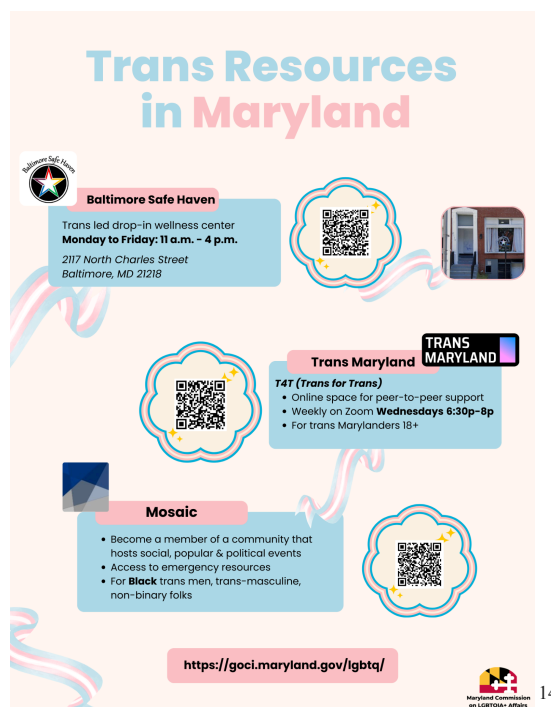 Trans Resources
in Maryland
Baltimore Safe Haven
Baltimore Safe Haven
Trans led drop-in wellness center
Monday to Friday: 11 a.m. - 4 p.m.
2117 North Charles Street
Baltimore, MD 21218
TRANS
MARYLAND
Trans Maryland
T4T (Trans for Trans)
• Online space for peer-to-peer support
• Weekly on Zoom Wednesdays 6:30p-8p
• For trans Marylanders 18+
Mosaic
• Become a member of a community that
hosts social, popular & political events
• Access to emergency resources
• For Black trans men, trans-masculine,
non-binary folks
https://goci.maryland.gov/lgbtq/
Maryland Commission
on LGBTQIA+ Affairs
14